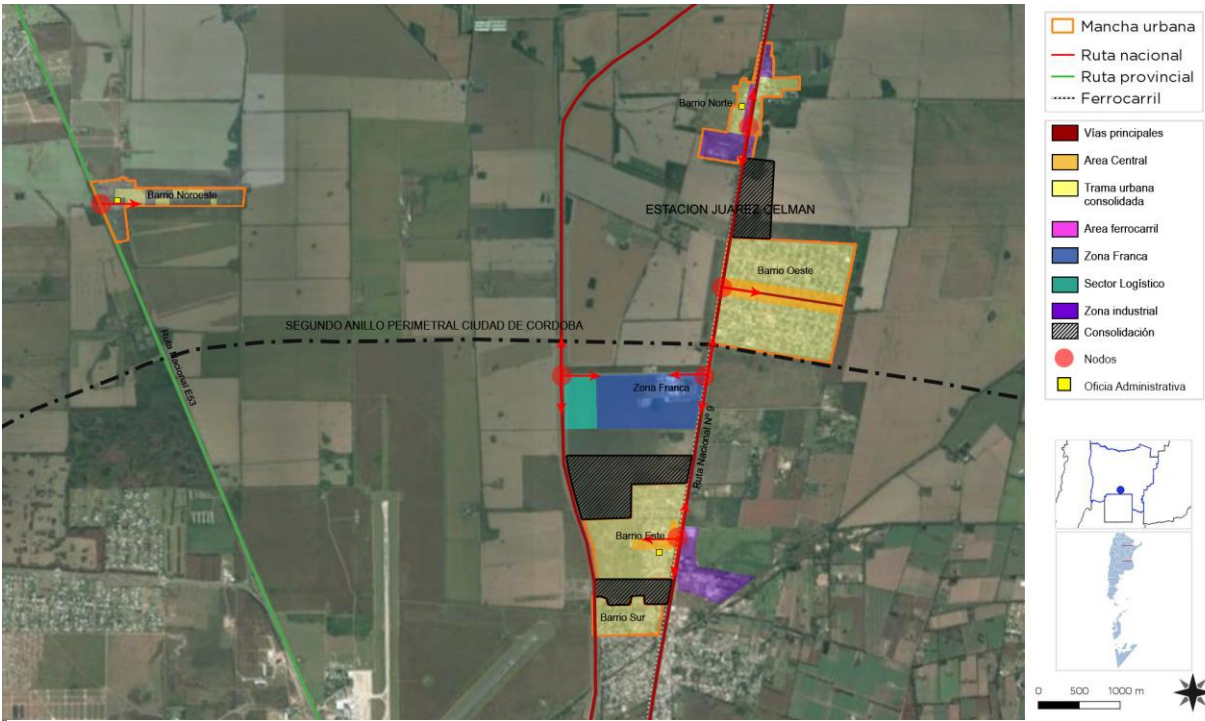 Barrio Norte
Barrio Noroeste
ESTACION JUAREZ CELMAN
Barrio Oeste
SEGUNDO ANILLO PERIMETRAL CIUDAD DE CORDOBA
Ruta Nacional E53
Zona Franca
Ruta Nacional Nº 9
Barrio Este
Barrio Sur
Mancha urbana
Ruta nacional
Ruta provincial
Ferrocarril
Vías principales
Area Central
Trama urbana
consolidada
Area ferrocarril
Zona Franca
Sector Logístico
Zona industrial
Consolidación
Nodos
Oficia Administrativa
0 500 1000 m